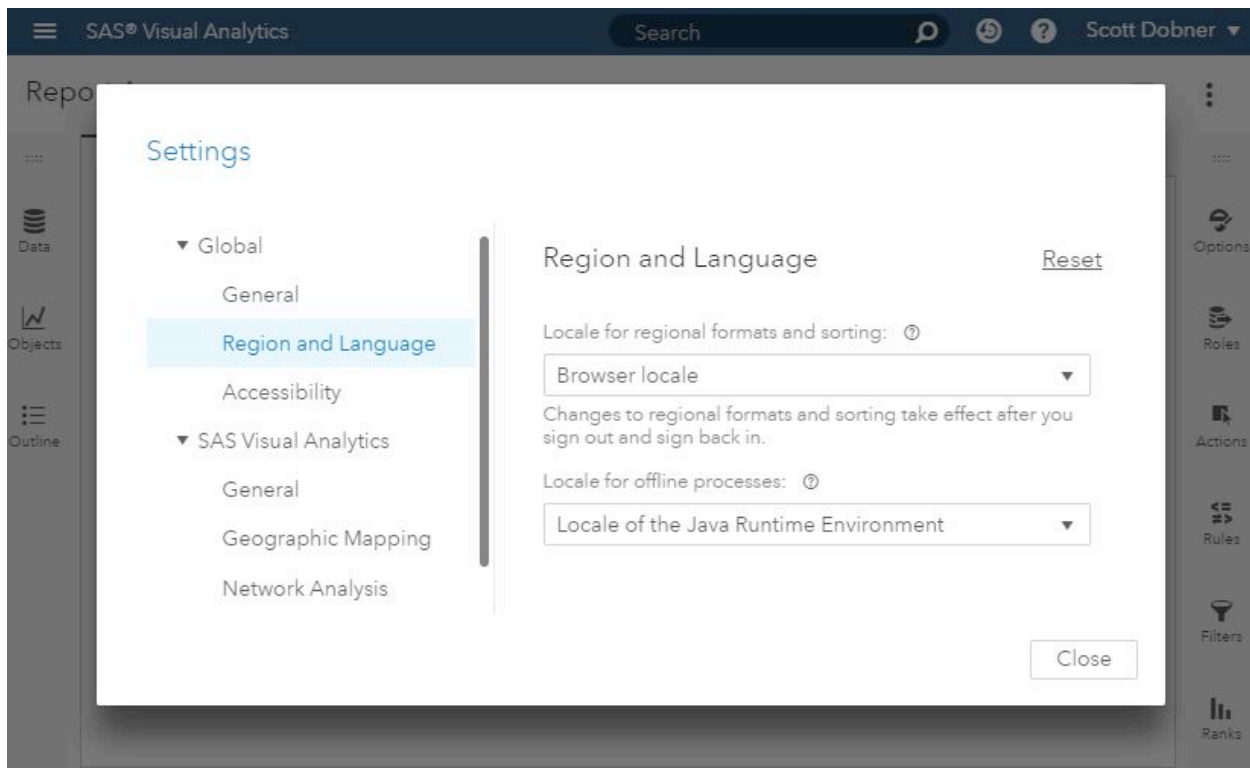 SAS® Visual Analytics
Search
Scott Dobner
Repo
Settings
Global
General
Region and Language
Accessibility
SAS Visual Analytics
General
Geographic Mapping
Network Analysis
Region and Language
Reset
Locale for regional formats and sorting:
Browser locale
Changes to regional formats and sorting take effect after you
sign out and sign back in.
Locale for offline processes:
Locale of the Java Runtime Environment
Close
Data
Objects
Outline
Options
Roles
Actions
Rules
Filters
Ranks